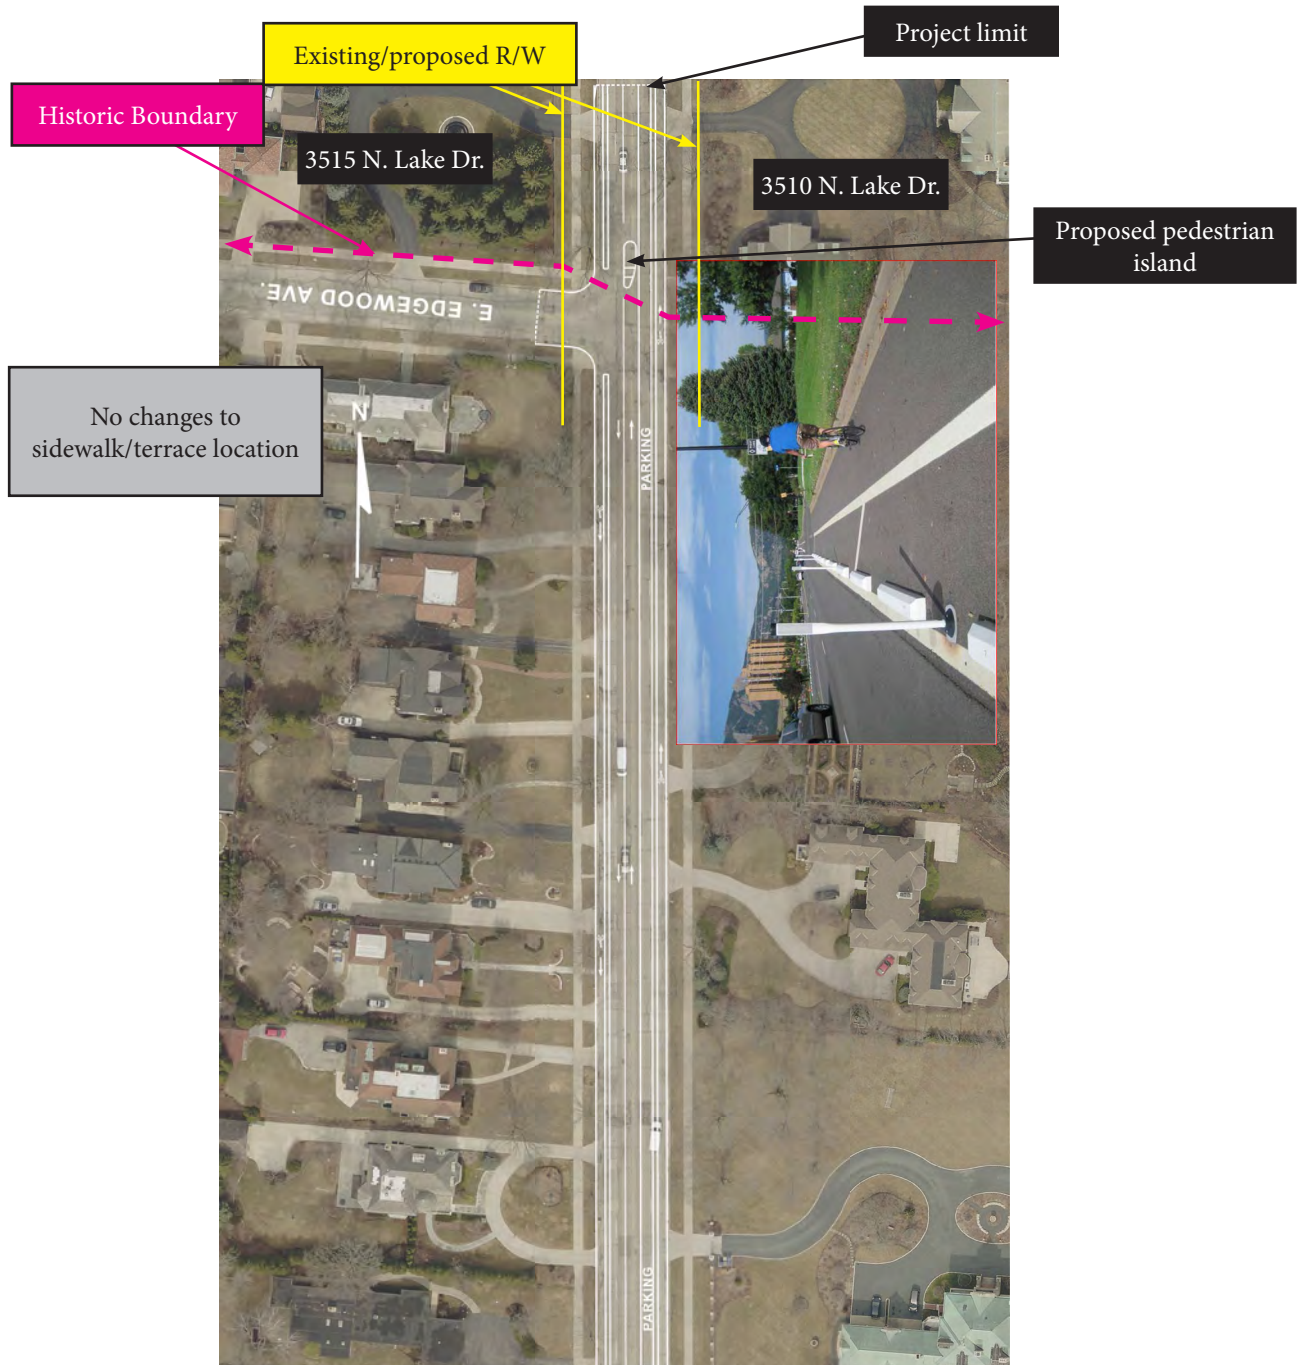 Project limit
Existing/proposed R/W
Historic Boundary
3515 N. Lake Dr.
3510 N. Lake Dr.
Proposed pedestrian
island
E. EDGEWOOD AVE.
No changes to
sidewalk/terrace location
N
PARKING
PARKING